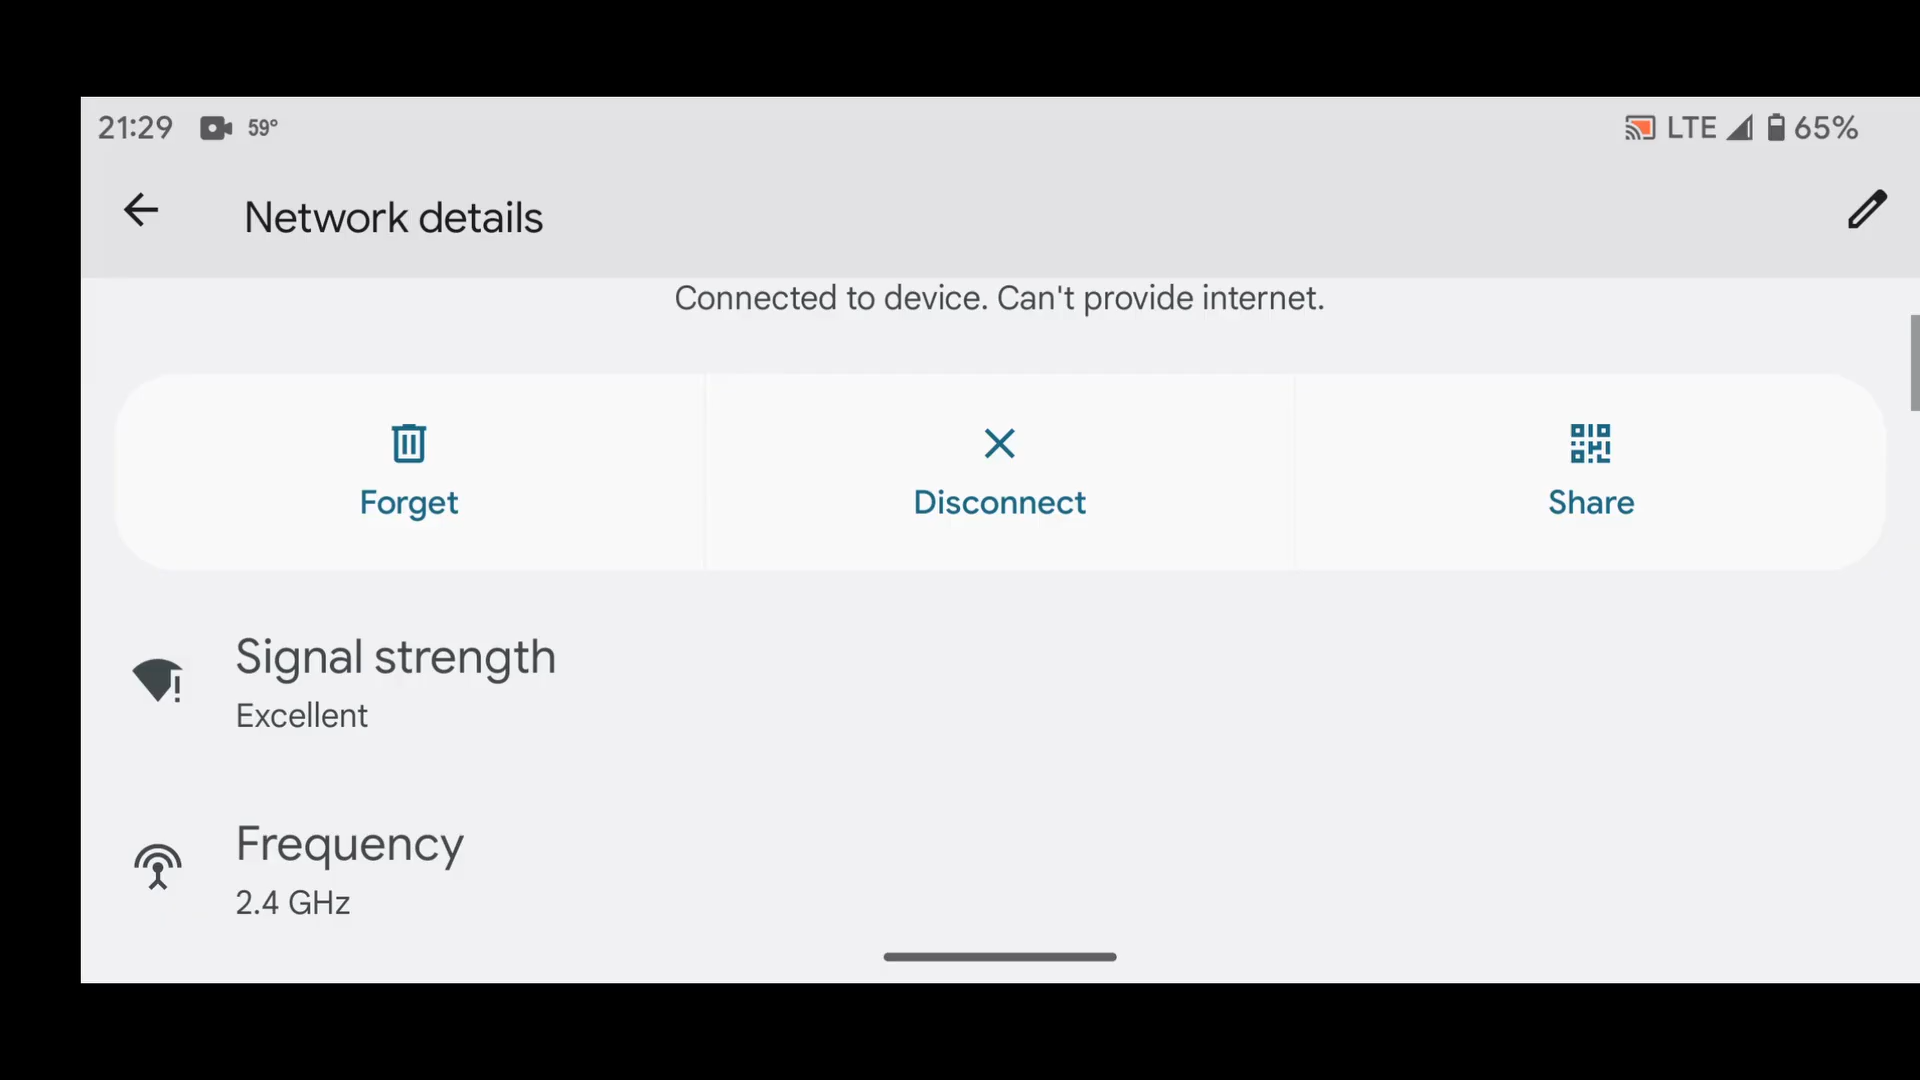 21:29 59° LTE 65%
Network details
Connected to device. Can't provide internet.
Forget Disconnect Share
Signal strength
Excellent
Frequency
2.4 GHz